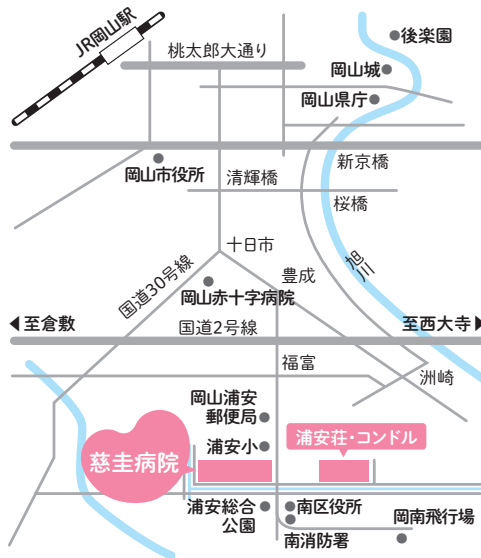 JR岡山駅
後楽園
桃太郎大通り
岡山城
岡山県庁
新京橋
岡山市役所
清輝橋
桜橋
十日市
旭川
国道30号線
豊成
岡山赤十字病院
至倉敷
国道2号線
至西大寺
福富
洲崎
岡山浦安
郵便局
浦安荘・コンドル
浦安小
慈圭病院
浦安総合
公園
南区役所
岡南飛行場
南消防署